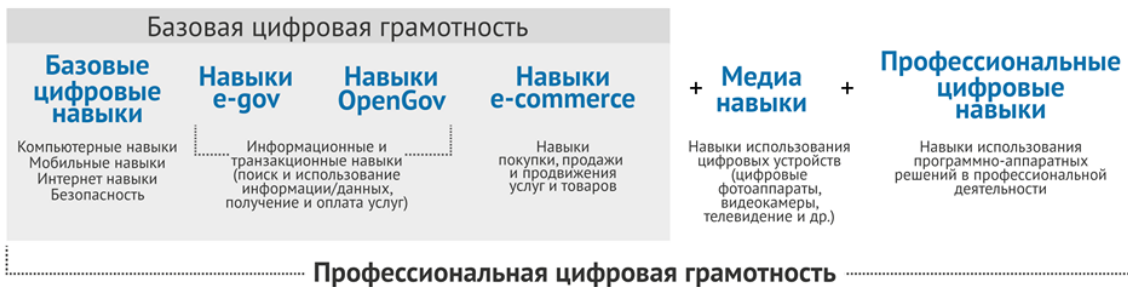 Базовая цифровая грамотность
Базовые
цифровые
навыки
Компьютерные навыки
Мобильные навыки
Интернет навыки
Безопасность
Навыки
e-gov
Навыки
OpenGov
Информационные и
транзакционные навыки
(поиск и использование
информации/данных,
получение и оплата услуг)
Навыки
e-commerce
Навыки
покупки, продажи
и продвижения
услуг и товаров
+
Медиа
навыки
Навыки использования
цифровых устройств
(цифровые
фотоаппараты,
видеокамеры,
телевидение и др.)
+
Профессиональные
цифровые
навыки
Навыки использования
программно-аппаратных
решений в профессиональной
деятельности
Профессиональная цифровая грамотность